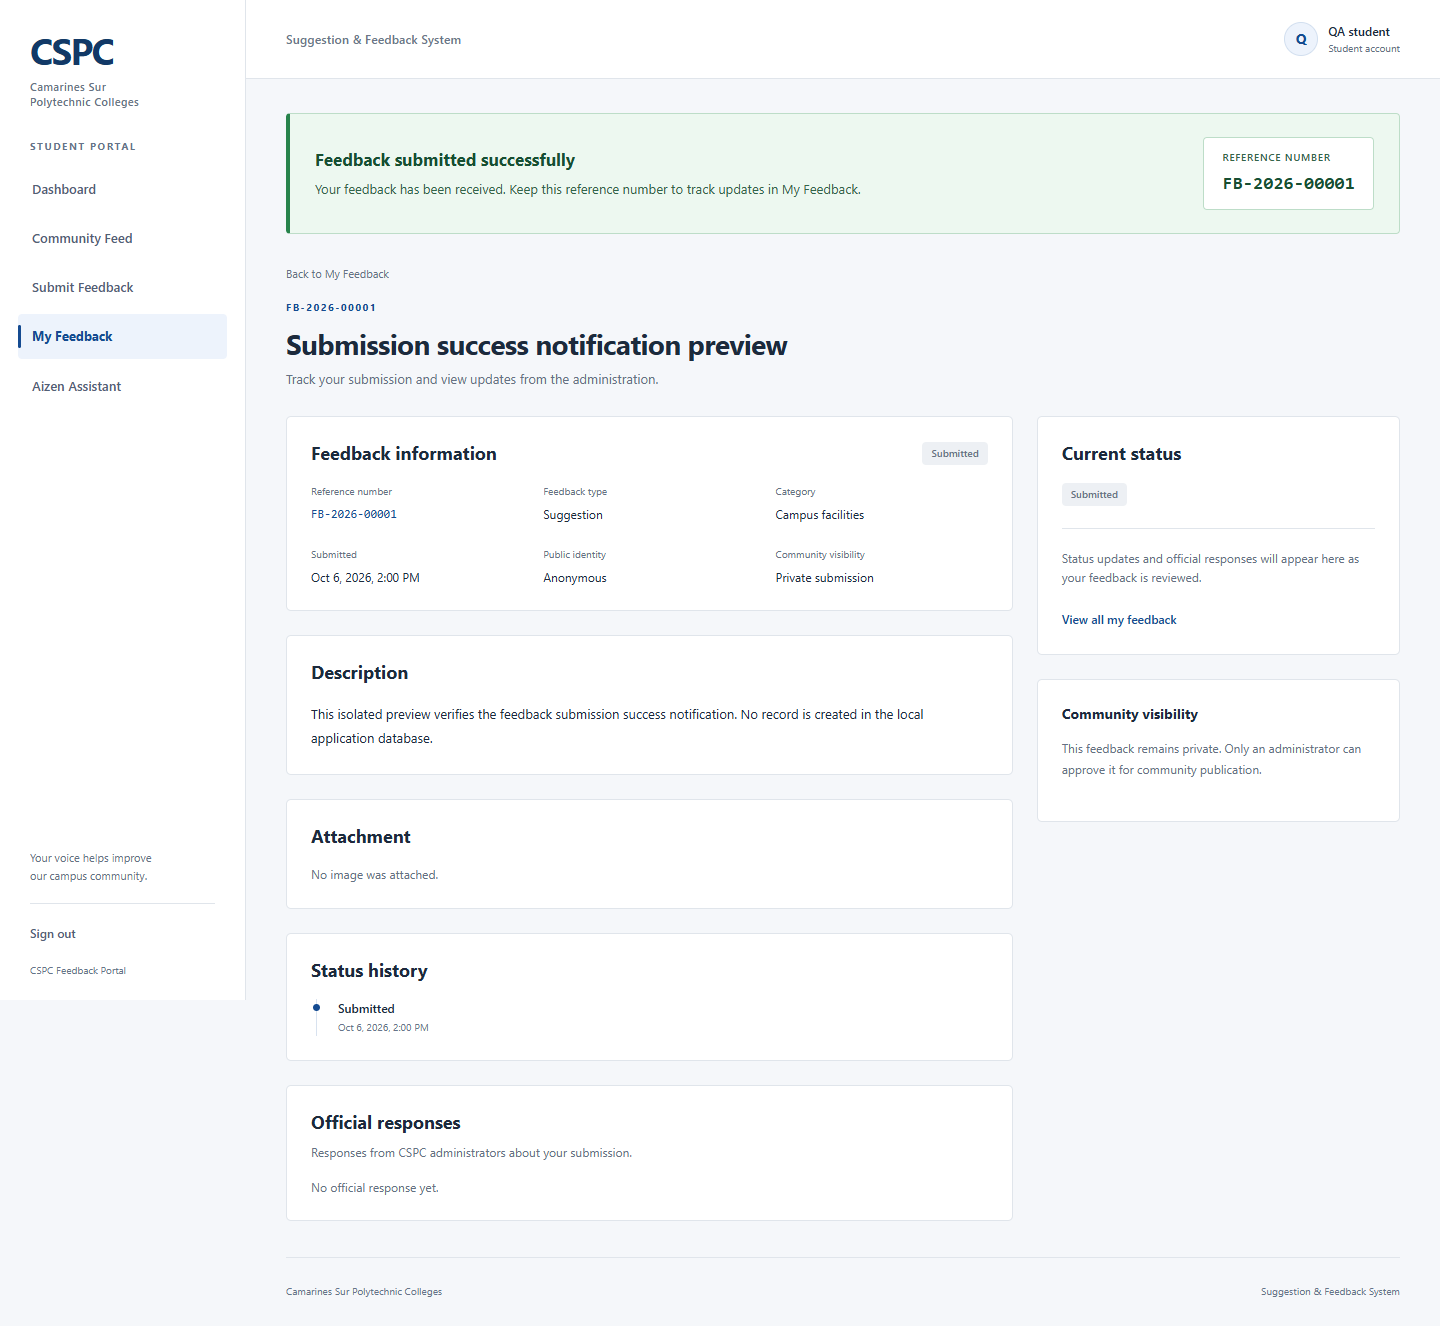 CSPC
Camarines Sur
Polytechnic Colleges
STUDENT PORTAL
Dashboard
Community Feed
Submit Feedback
My Feedback
Aizen Assistant
Your voice helps improve
our campus community.
Sign out
CSPC Feedback Portal
Suggestion & Feedback System
Q
QA student
Student account
Feedback submitted successfully
Your feedback has been received. Keep this reference number to track updates in My Feedback.
REFERENCE NUMBER
FB-2026-00001
Back to My Feedback
FB-2026-00001
Submission success notification preview
Track your submission and view updates from the administration.
Feedback information
Submitted
Reference number
FB-2026-00001
Feedback type
Suggestion
Category
Campus facilities
Submitted
Oct 6, 2026, 2:00 PM
Public identity
Anonymous
Community visibility
Private submission
Description
This isolated preview verifies the feedback submission success notification. No record is created in the local
application database.
Attachment
No image was attached.
Status history
Submitted
Oct 6, 2026, 2:00 PM
Official responses
Responses from CSPC administrators about your submission.
No official response yet.
Current status
Submitted
Status updates and official responses will appear here as
your feedback is reviewed.
View all my feedback
Community visibility
This feedback remains private. Only an administrator can
approve it for community publication.
Camarines Sur Polytechnic Colleges
Suggestion & Feedback System